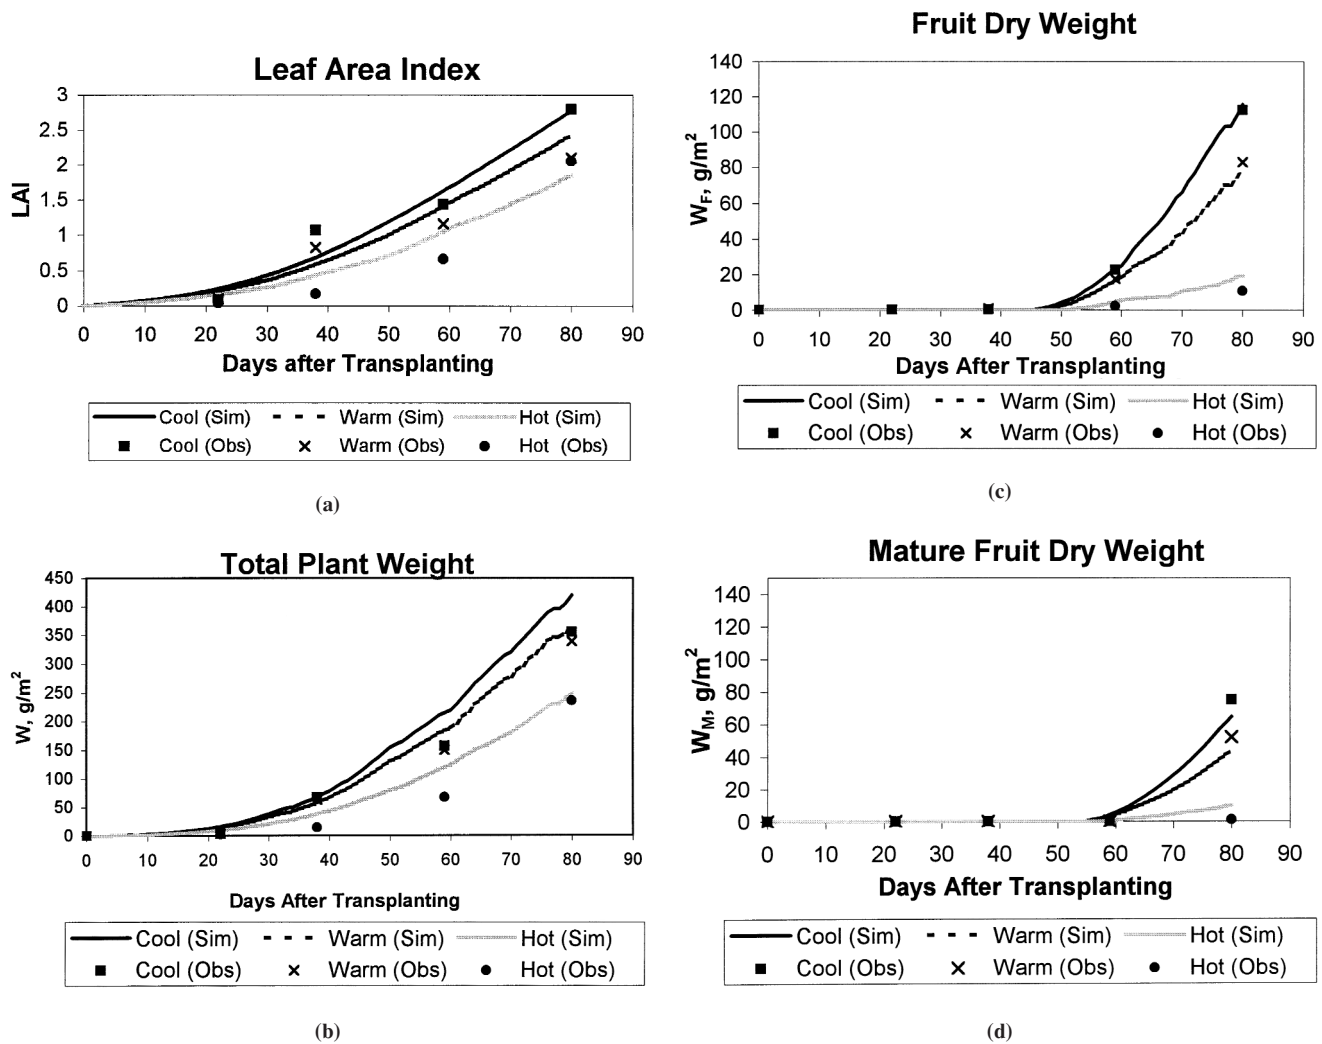 Leaf Area Index
3
2.5
2
1.5
1
0.5
0
LAI
0 10 20 30 40 50 60 70 80 90
Days after Transplanting
Cool (Sim) Warm (Sim) Hot (Sim)
Cool (Obs) Warm (Obs) Hot (Obs)
(a)
Total Plant Weight
450
400
350
300
250
200
150
100
50
0
W, g/m²
0 10 20 30 40 50 60 70 80 90
Days After Transplanting
Cool (Sim) Warm (Sim) Hot (Sim)
Cool (Obs) Warm (Obs) Hot (Obs)
(b)
Fruit Dry Weight
140
120
100
80
60
40
20
0
W_F, g/m²
0 10 20 30 40 50 60 70 80 90
Days After Transplanting
Cool (Sim) Warm (Sim) Hot (Sim)
Cool (Obs) Warm (Obs) Hot (Obs)
(c)
Mature Fruit Dry Weight
140
120
100
80
60
40
20
0
W_M, g/m²
0 10 20 30 40 50 60 70 80 90
Days After Transplanting
Cool (Sim) Warm (Sim) Hot (Sim)
Cool (Obs) Warm (Obs) Hot (Obs)
(d)